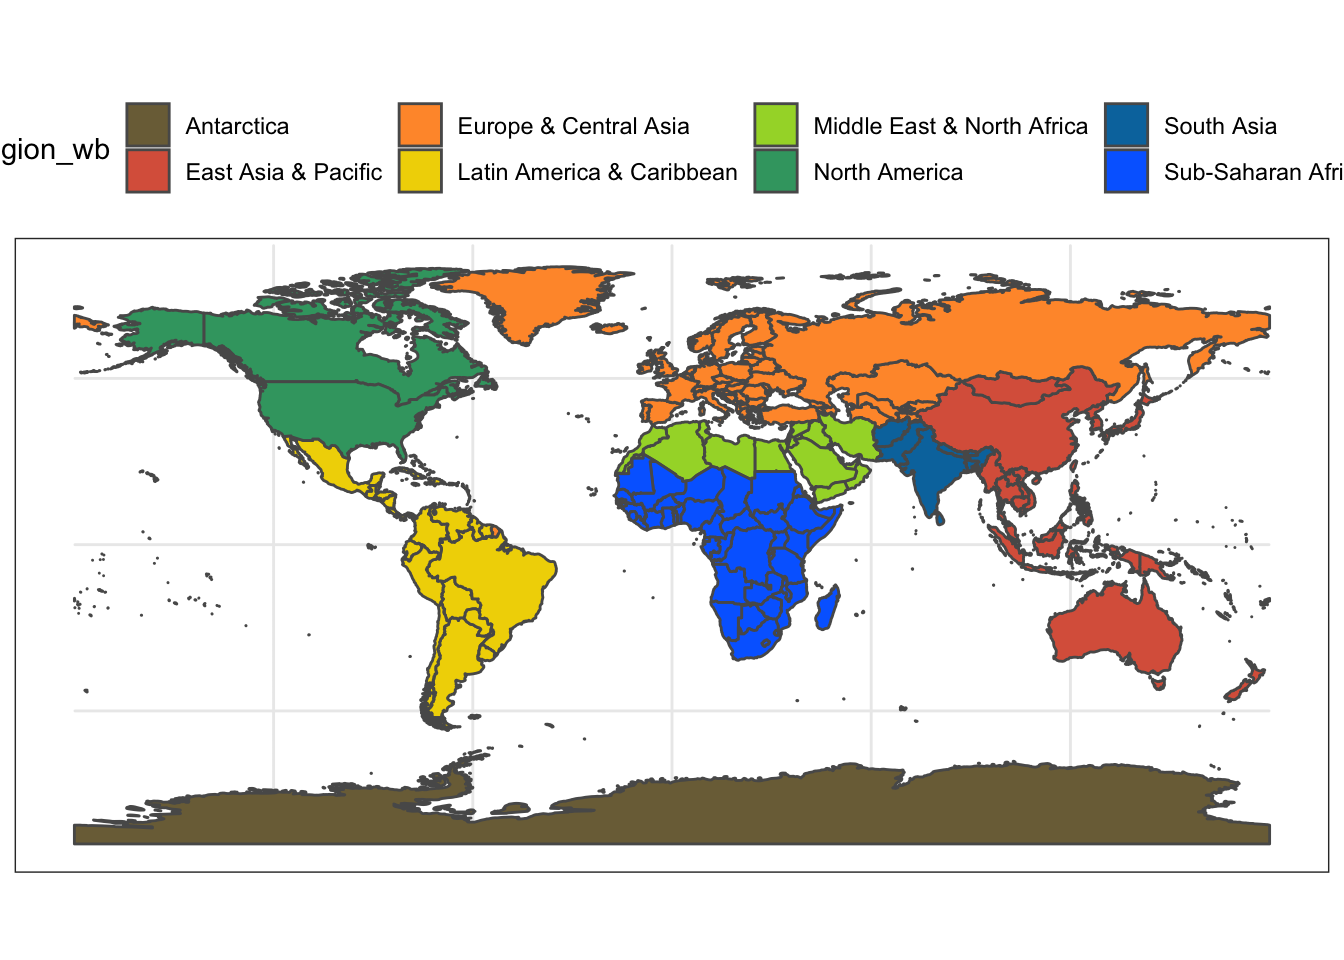 gion_wb
Antarctica
Europe & Central Asia
Middle East & North Africa
South Asia
East Asia & Pacific
Latin America & Caribbean
North America
Sub-Saharan Afri